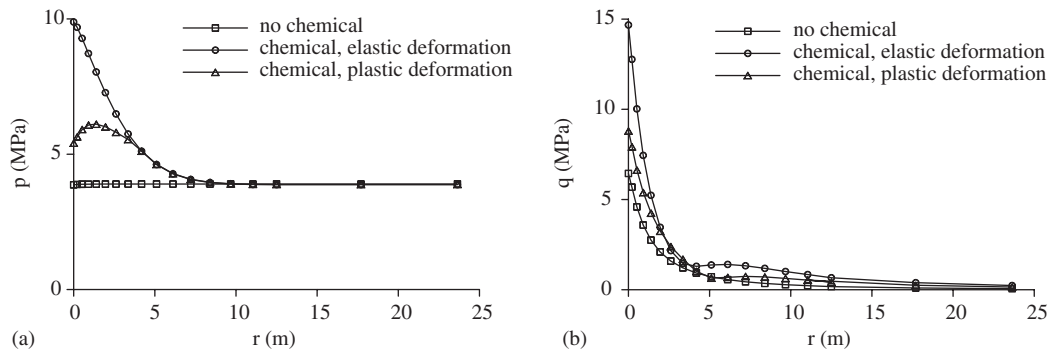 10
5
0
p (MPa)
no chemical
chemical, elastic deformation
chemical, plastic deformation
0 5 10 15 20 25
(a) r (m)
15
10
5
0
q (MPa)
no chemical
chemical, elastic deformation
chemical, plastic deformation
0 5 10 15 20 25
(b) r (m)